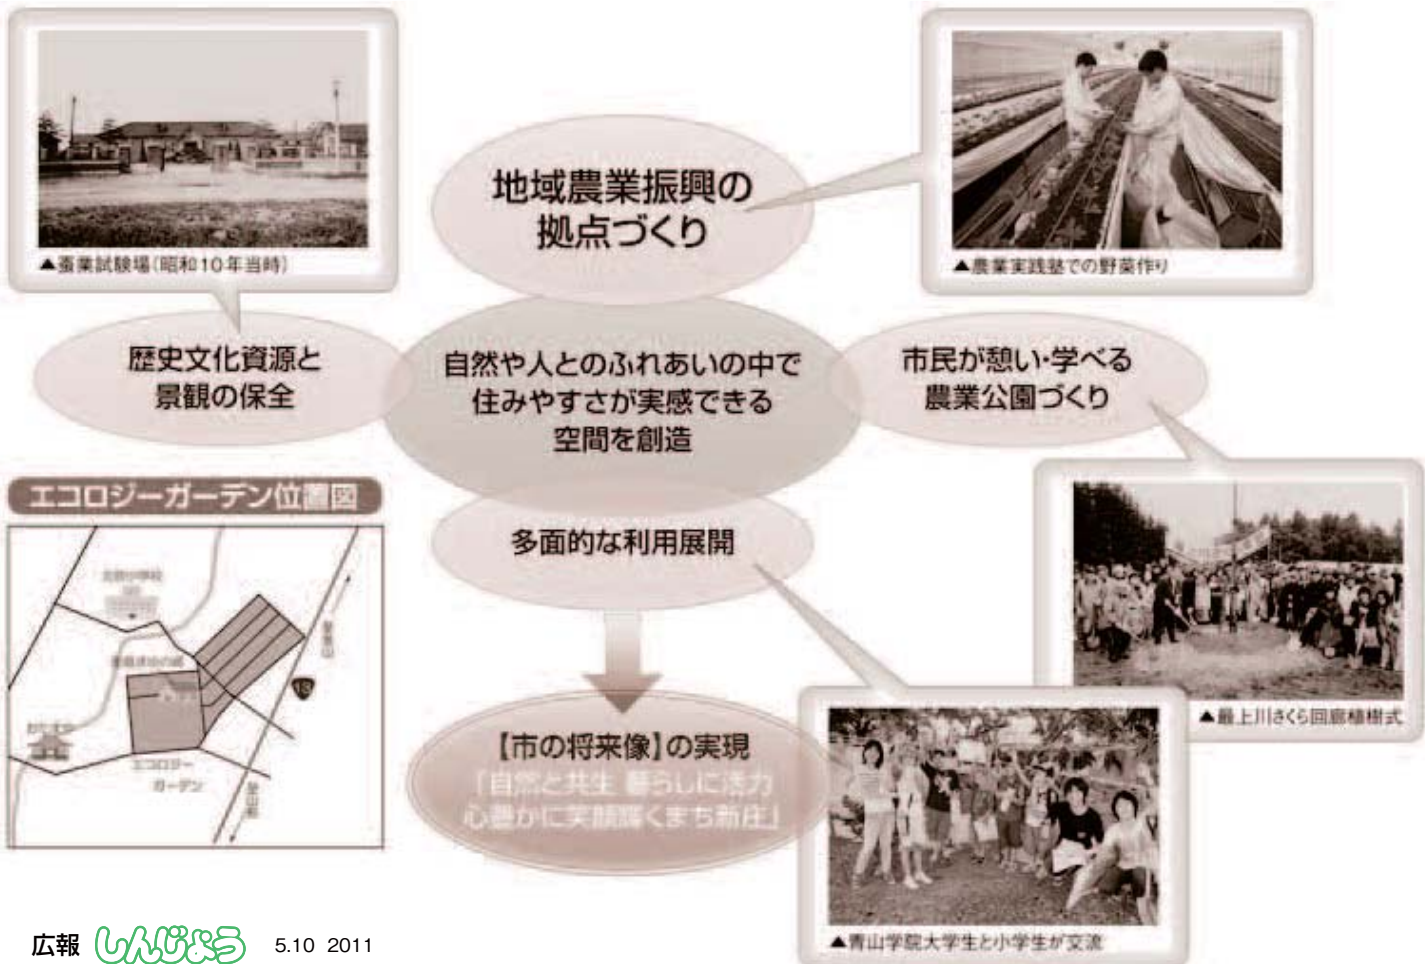 ▲蚕業試験場(昭和10年当時)
地域農業振興の
拠点づくり
▲農業実践塾での野菜作り
歴史文化資源と
景観の保全
自然や人とのふれあいの中で
住みやすさが実感できる
空間を創造
市民が憩い・学べる
農業公園づくり
エコロジーガーデン位置図
13
エコロジー
ガーデン
多面的な利用展開
▲最上川さくら回廊植樹式
【市の将来像】の実現
「自然と共生 暮らしに活力
心豊かに笑顔輝くまち新庄」
▲青山学院大学生と小学生が交流
広報 しんじょう 5.10 2011